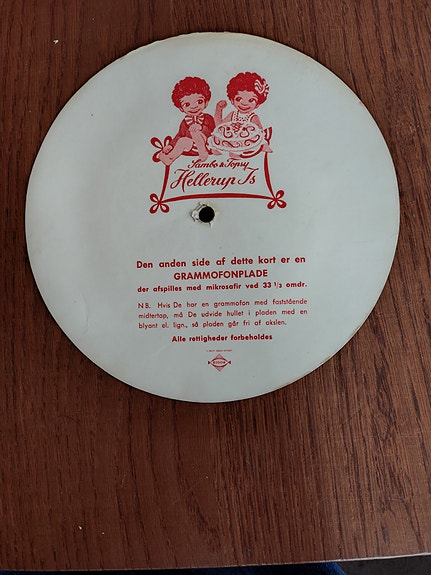 Sambo & Topsy
Hellerup Is
Den anden side af dette kort er en
GRAMMOFONPLADE
der afspilles med mikrosafir ved 33 1/3 omdr.
NB. Hvis De har en grammofon med faststående
midtertap, må De udvide hullet i pladen med en
blyant el. lign., så pladen går fri af akslen.
Alle rettigheder forbeholdes